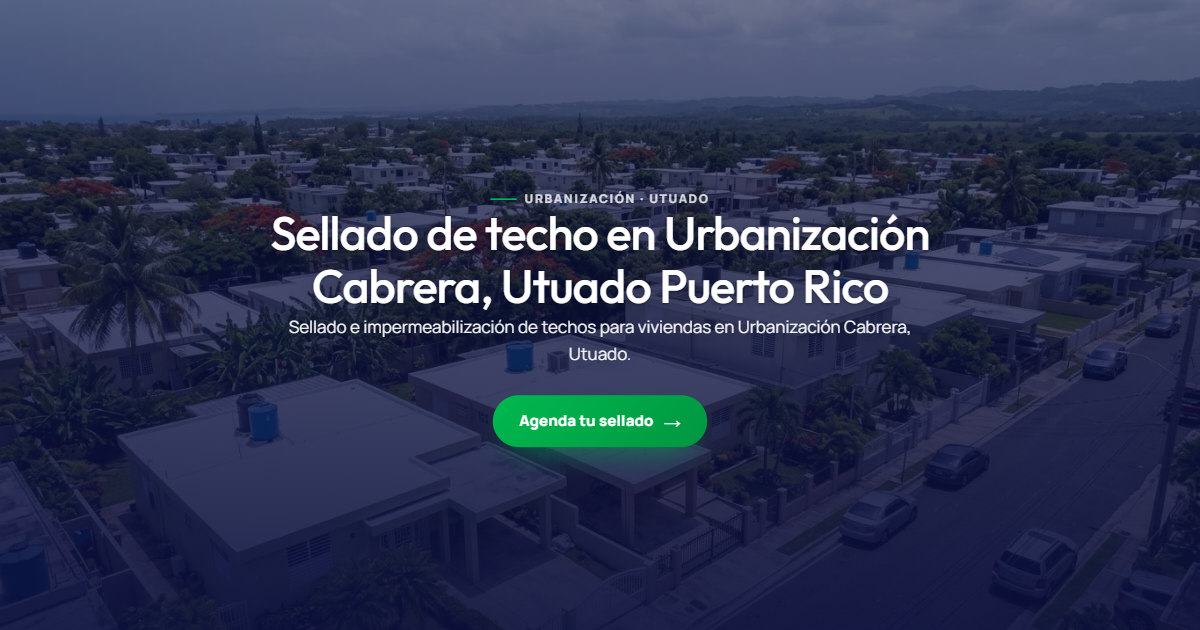 URBANIZACIÓN · UTUADO
Sellado de techo en Urbanización
Cabrera, Utuado Puerto Rico
Sellado e impermeabilización de techos para viviendas en Urbanización Cabrera,
Utuado.
Agenda tu sellado →